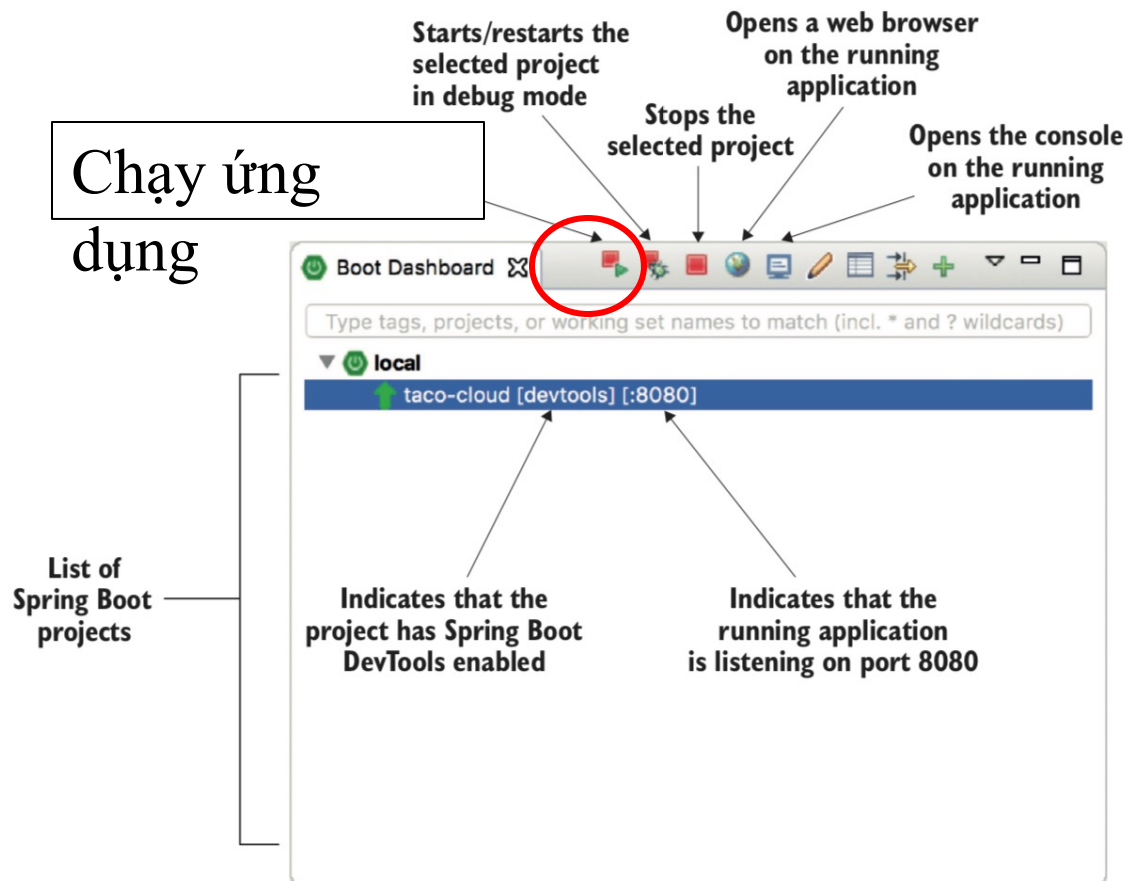 Starts/restarts the
selected project
in debug mode
Opens a web browser
on the running
application
Stops the
selected project
Opens the console
on the running
application
Chạy ứng
dụng
Boot Dashboard
Type tags, projects, or working set names to match (incl. * and ? wildcards)
local
taco-cloud [devtools] [:8080]
List of
Spring Boot
projects
Indicates that the
project has Spring Boot
DevTools enabled
Indicates that the
running application
is listening on port 8080